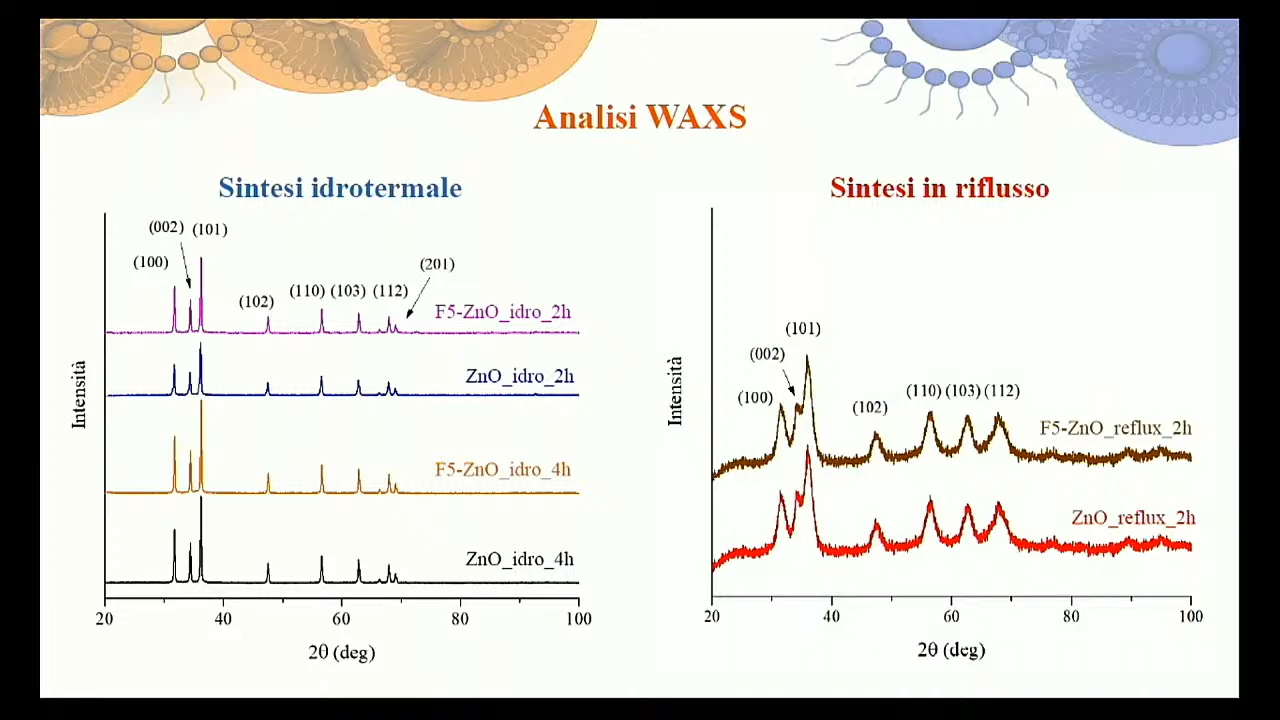 Analisi WAXS
Sintesi idrotermale
(002) (101)
(100)
(201)
(102)
(110) (103) (112)
F5-ZnO_idro_2h
ZnO_idro_2h
F5-ZnO_idro_4h
ZnO_idro_4h
Intensità
20 40 60 80 100
2θ (deg)
Sintesi in riflusso
(101)
(002)
(100)
(102)
(110) (103) (112)
F5-ZnO_reflux_2h
ZnO_reflux_2h
Intensità
20 40 60 80 100
2θ (deg)